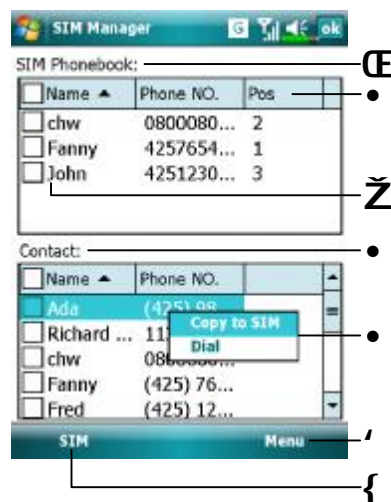 SIM Manager G ok
SIM Phonebook: Œ
Name ▲ Phone NO. Pos •
chw 0800080... 2
Fanny 4257654... 1
John 4251230... 3
Ž
Contact: •
Name ▲ Phone NO.
Ada (425) 98...
Copy to SIM
Richard ... 11
Dial
•
chw 080
Fanny (425) 76...
Fred (425) 12...
SIM Menu ‘
{